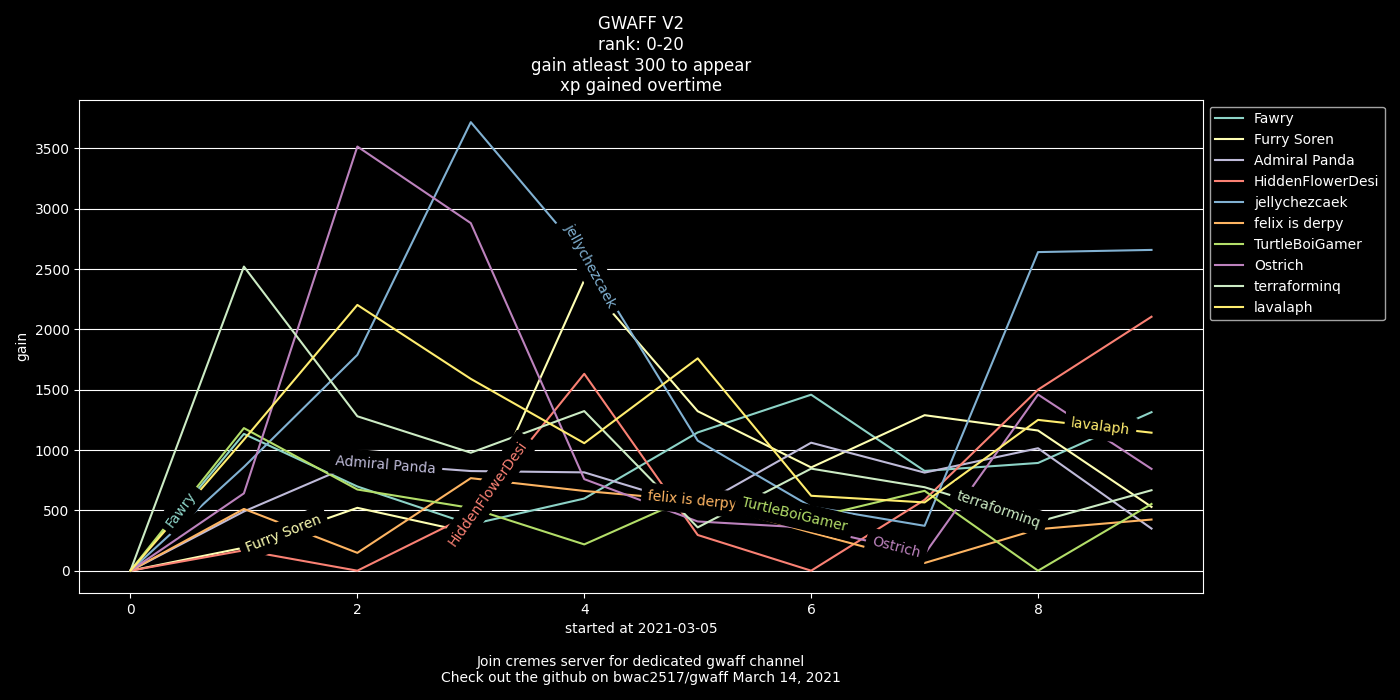 GWAFF V2
rank: 0-20
gain atleast 300 to appear
xp gained overtime
gain
3500
3000
2500
2000
1500
1000
500
0
0
2
4
6
8
Fawry
Furry Soren
Admiral Panda
HiddenFlowerDesi
jellychezcaek
felix is derpy
TurtleBoiGamer
Ostrich
terraforminq
lavalaph
Fawry
Furry Soren
Admiral Panda
HiddenFlowerDesi
jellychezcaek
felix is derpy
TurtleBoiGamer
Ostrich
terraforminq
lavalaph
started at 2021-03-05
Join cremes server for dedicated gwaff channel
Check out the github on bwac2517/gwaff March 14, 2021